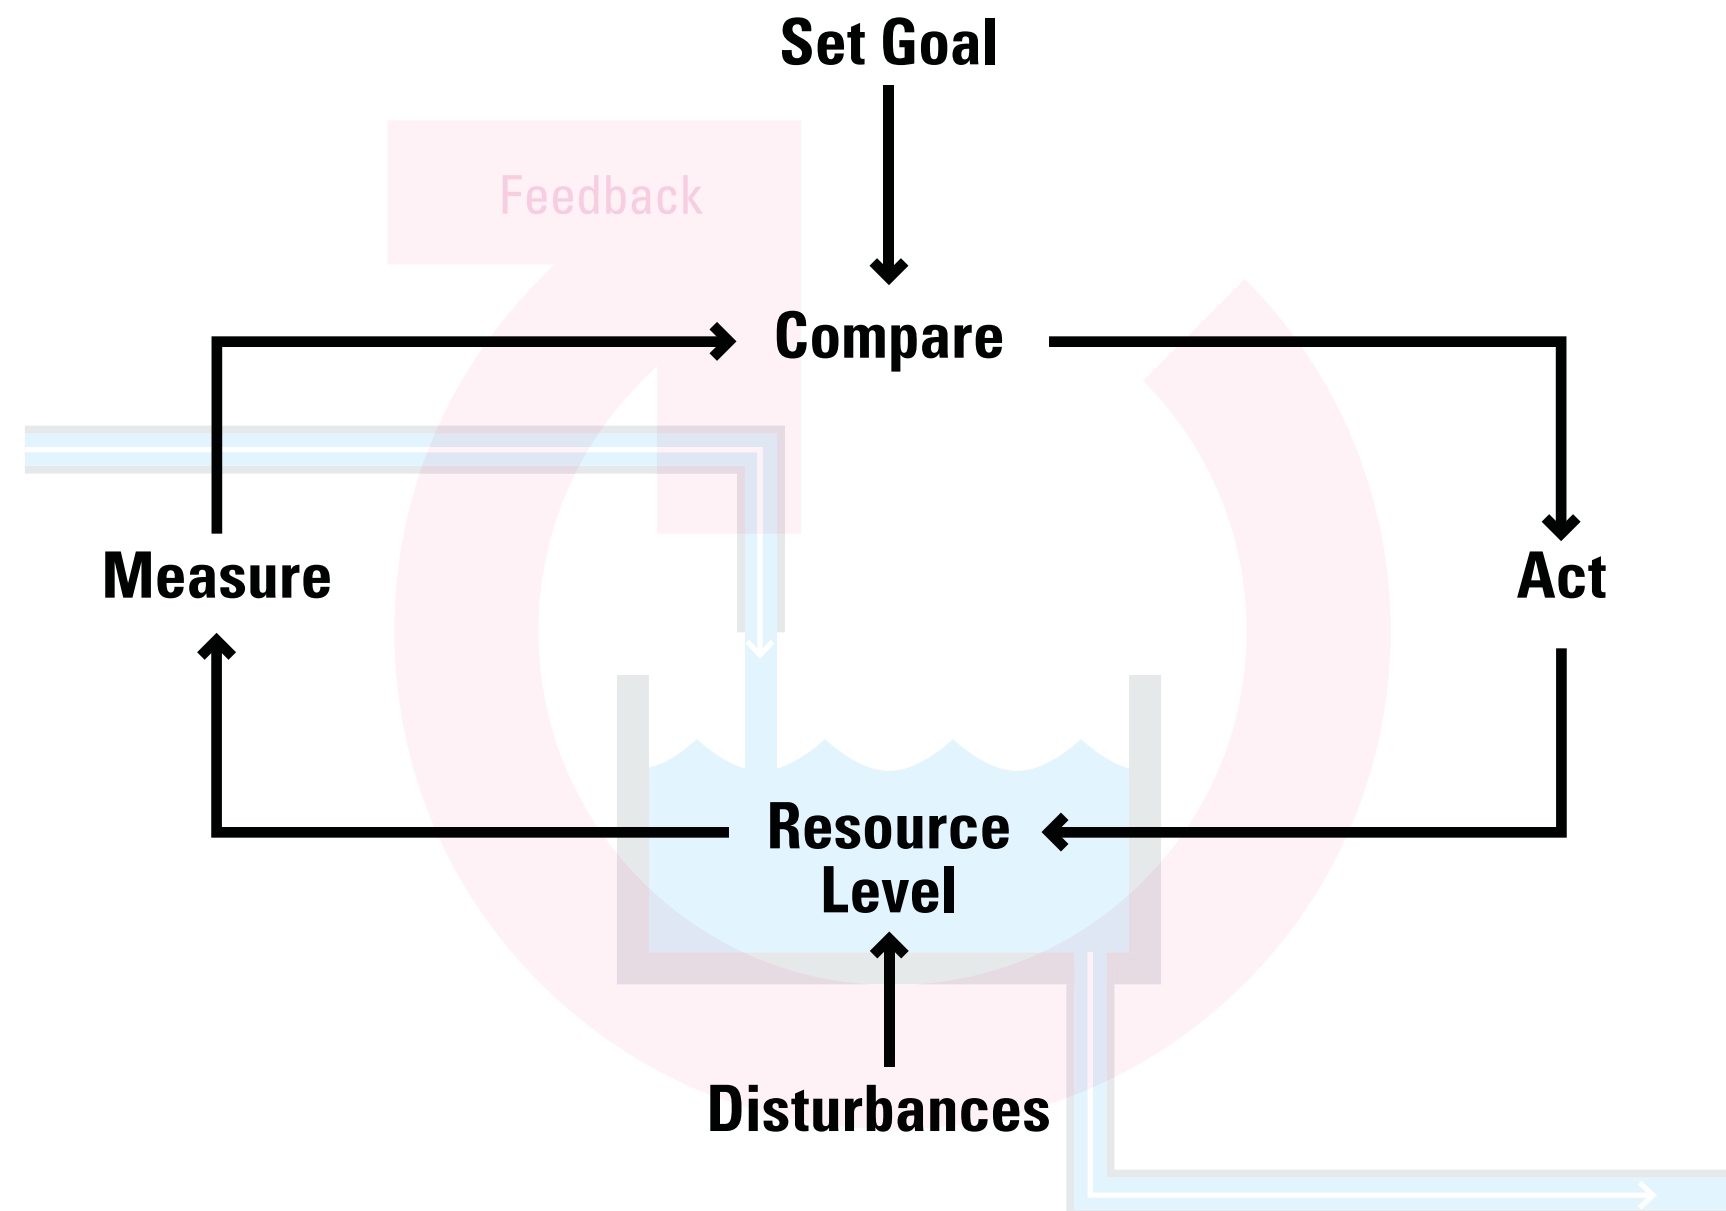 Set Goal
Feedback
Compare
Measure
Act
Resource
Level
Disturbances